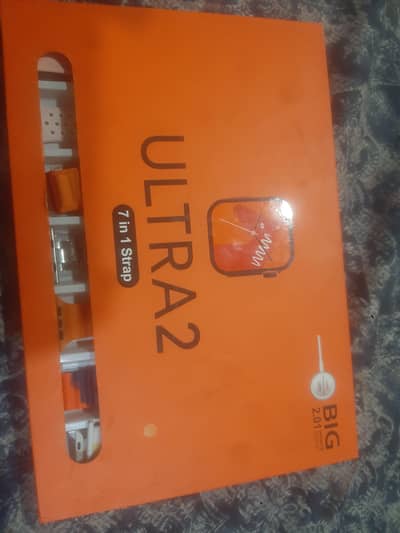 ULTRA2
7 in 1 Strap
BIG
2.01